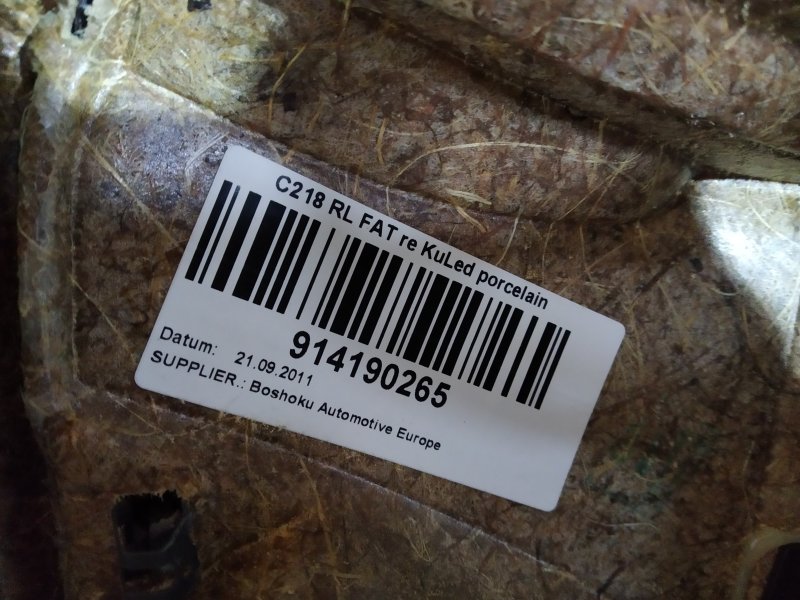 C218 RL FAT re KuLed porcelain
914190265
Datum: 21.09.2011
SUPPLIER.: Boshoku Automotive Europe